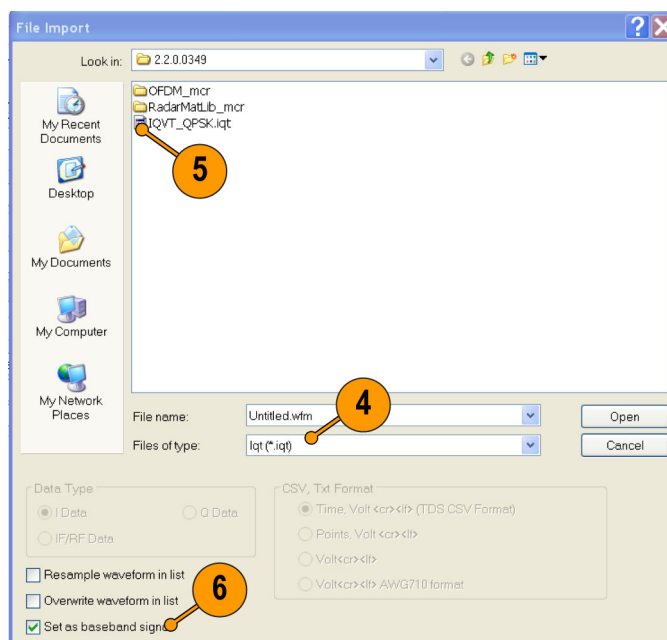 File Import
Look in: 2.2.0.0349
OFDM_mcr
RadarMatLib_mcr
IQVT_QPSK.iqt
5
My Recent
Documents
Desktop
My Documents
My Computer
My Network
Places
4
File name: Untitled.wfm Open
Files of type: Iqt (*.iqt) Cancel
Data Type
I Data Q Data
IF/RF Data
CSV, Txt Format
Time, Volt <cr><lf> (TDS CSV Format)
Points, Volt <cr><lf>
Volt<cr><lf>
Volt<cr><lf> AWG710 format
Resample waveform in list
Overwrite waveform in list
6
Set as baseband signa